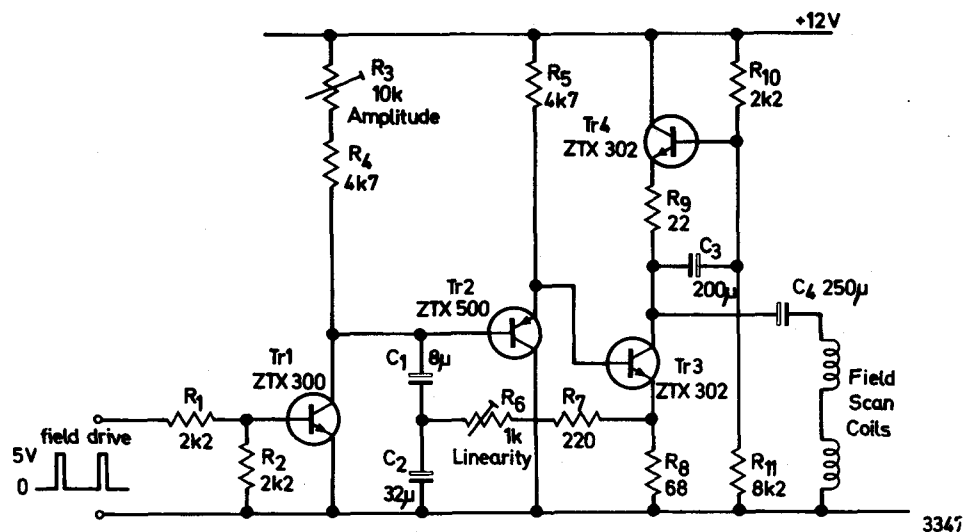 +12V
R3
10k
Amplitude
R4
4k7
R5
4k7
R10
2k2
Tr4
ZTX 302
R9
22
C3
200µ
C4 250µ
Tr2
ZTX 500
C1
8µ
Tr1
ZTX 300
Tr3
ZTX 302
R1
2k2
R6
1k
Linearity
R7
220
Field
Scan
Coils
field drive
5V
0
R2
2k2
C2
32µ
R8
68
R11
8k2